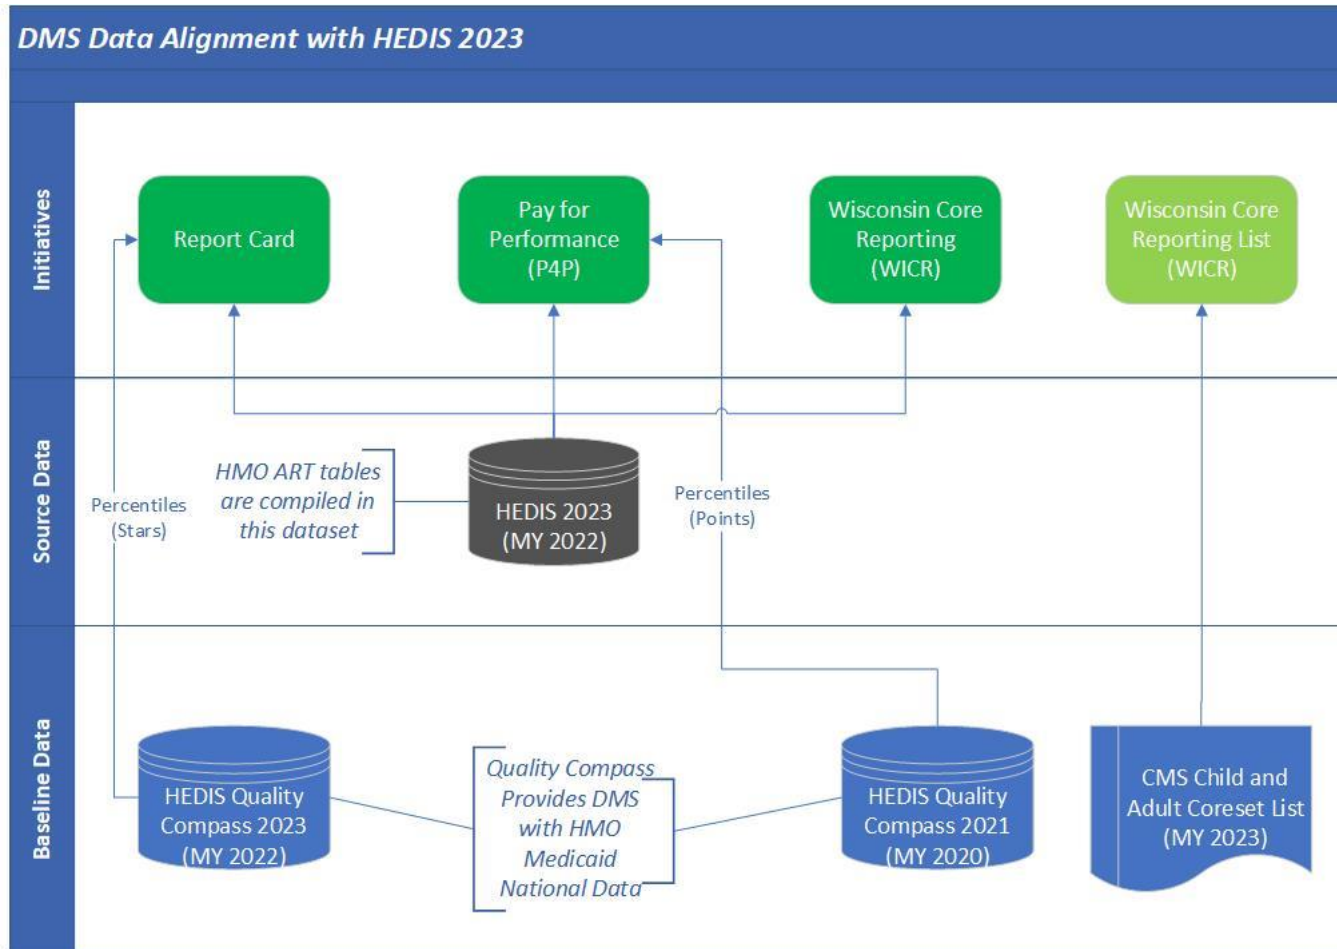 DMS Data Alignment with HEDIS 2023
Initiatives
Report Card
Pay for
Performance
(P4P)
Wisconsin Core
Reporting
(WICR)
Wisconsin Core
Reporting List
(WICR)
Source Data
Percentiles
(Stars)
HMO ART tables
are compiled in
this dataset
HEDIS 2023
(MY 2022)
Percentiles
(Points)
Baseline Data
HEDIS Quality
Compass 2023
(MY 2022)
Quality Compass
Provides DMS
with HMO
Medicaid
National Data
HEDIS Quality
Compass 2021
(MY 2020)
CMS Child and
Adult Coreset List
(MY 2023)